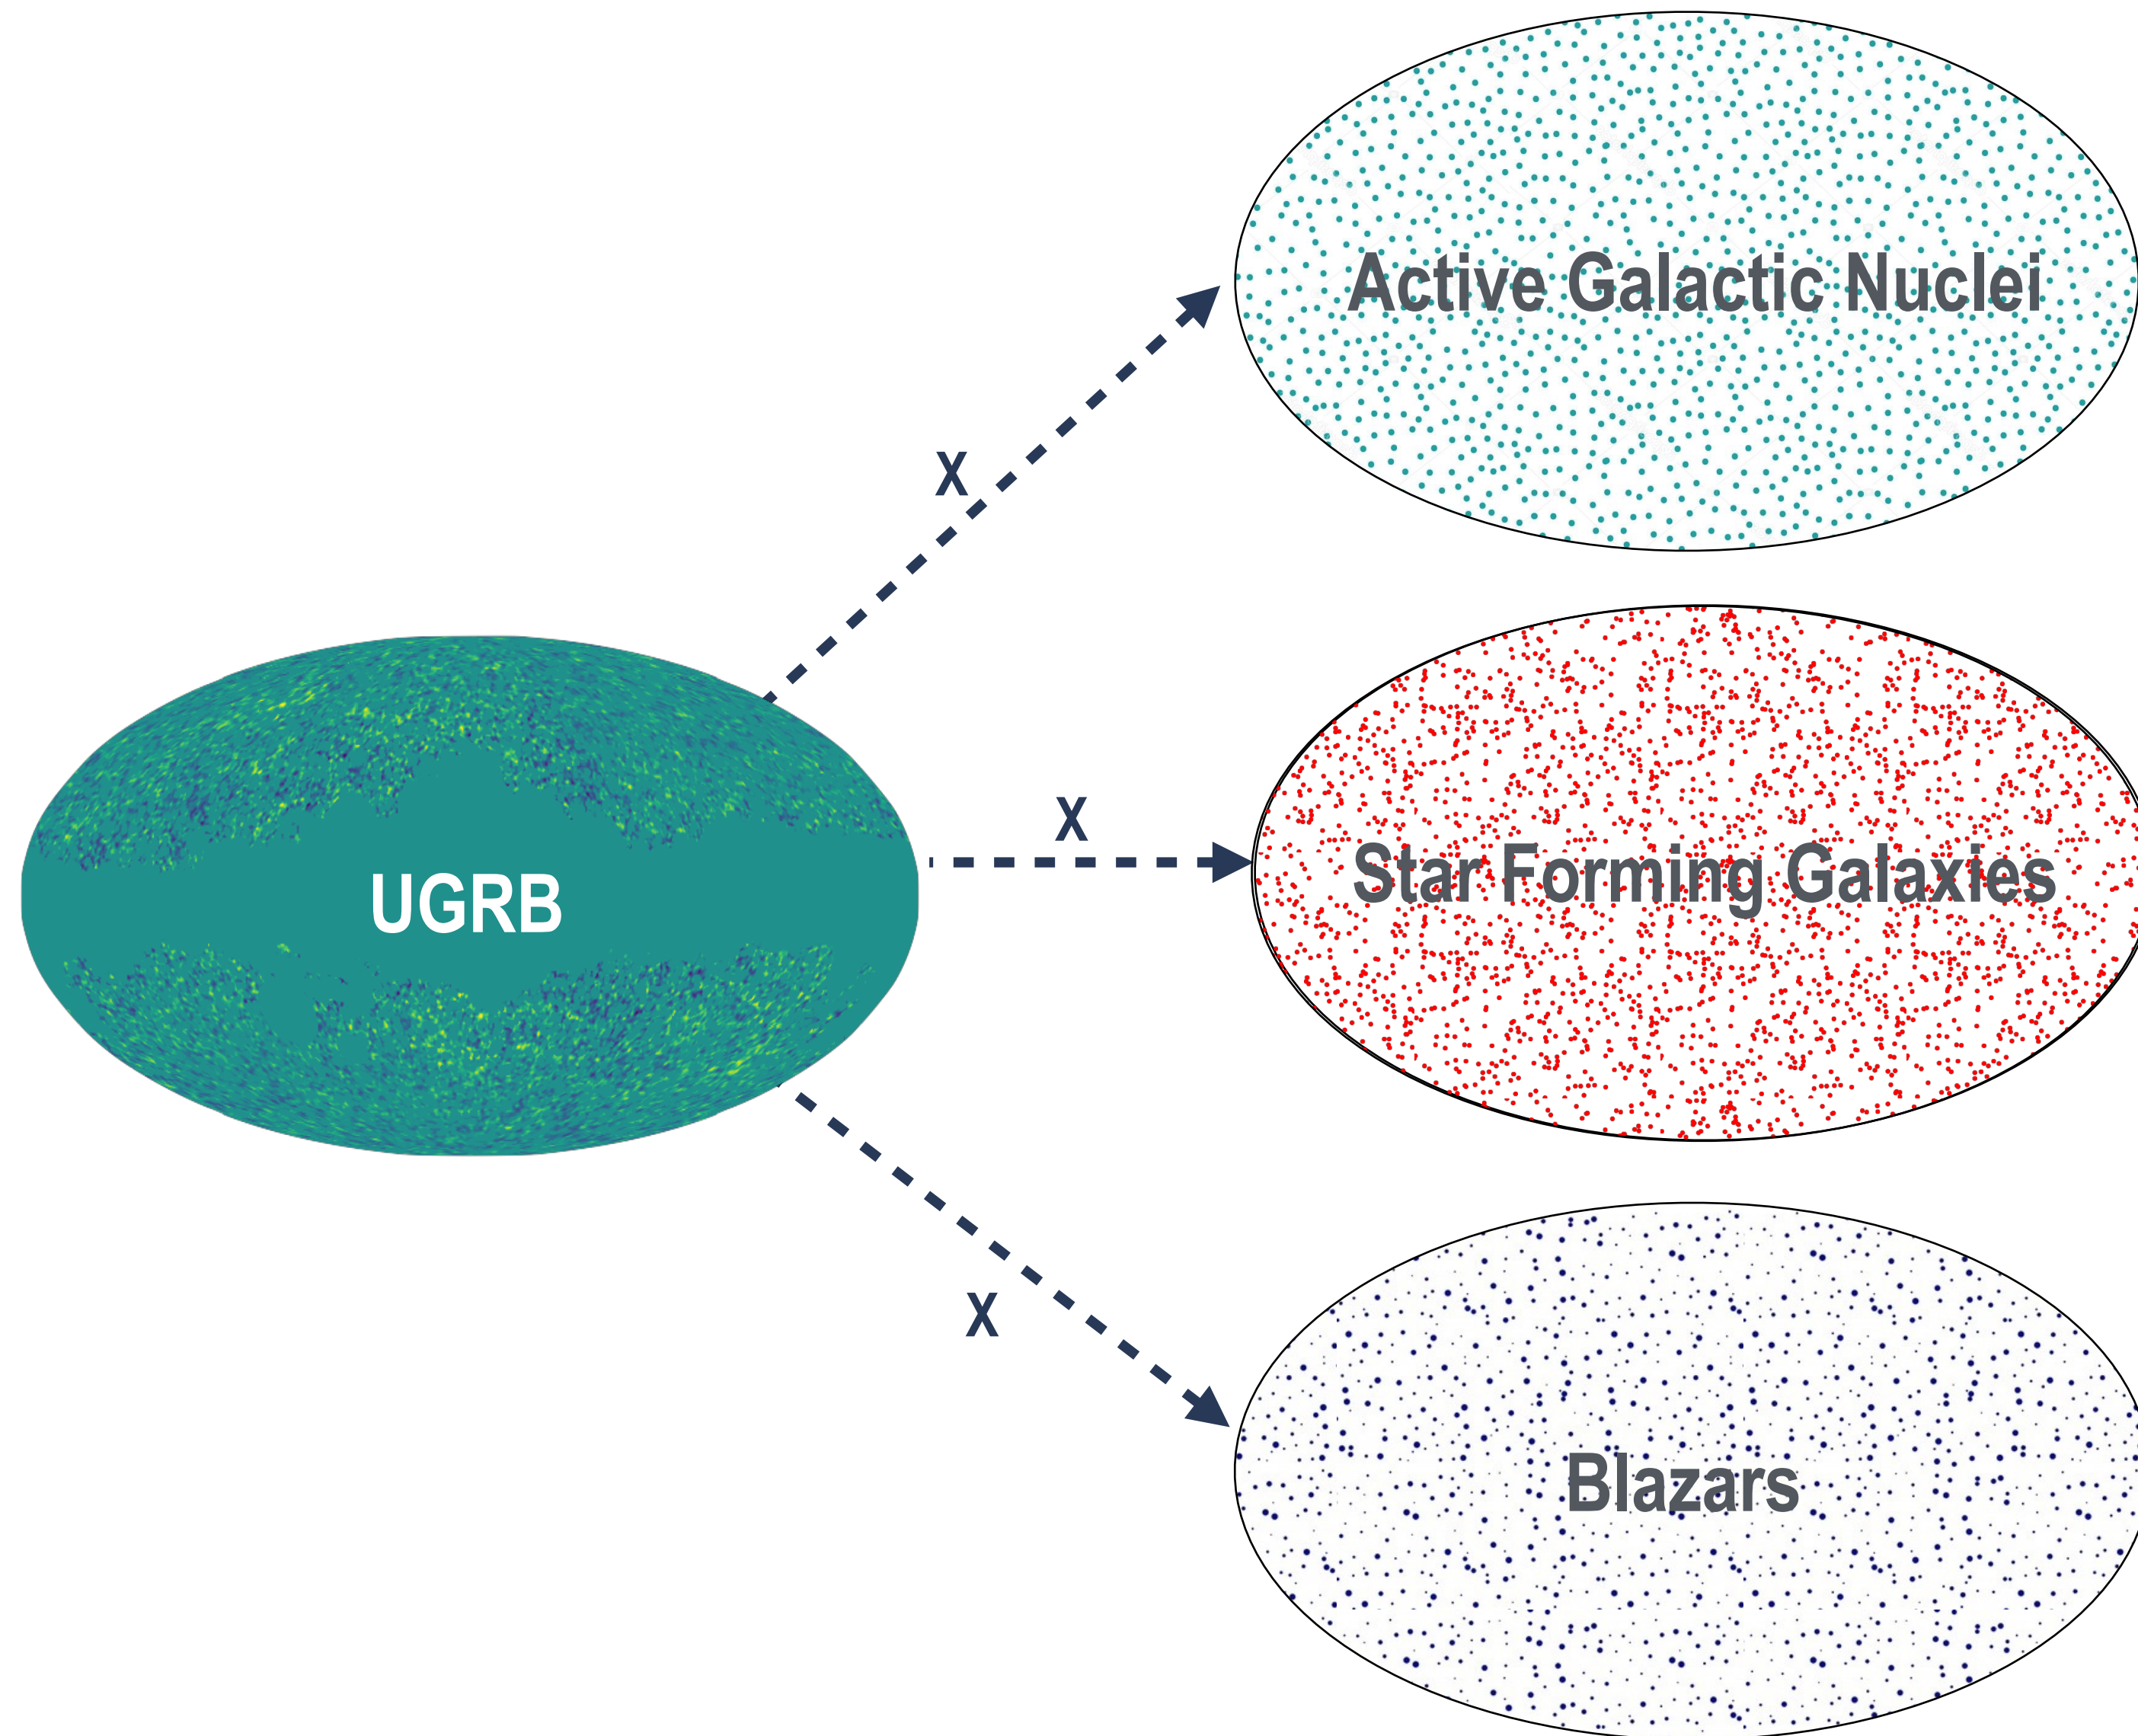 Active Galactic Nuclei
X
X
Star Forming Galaxies
UGRB
X
Blazars